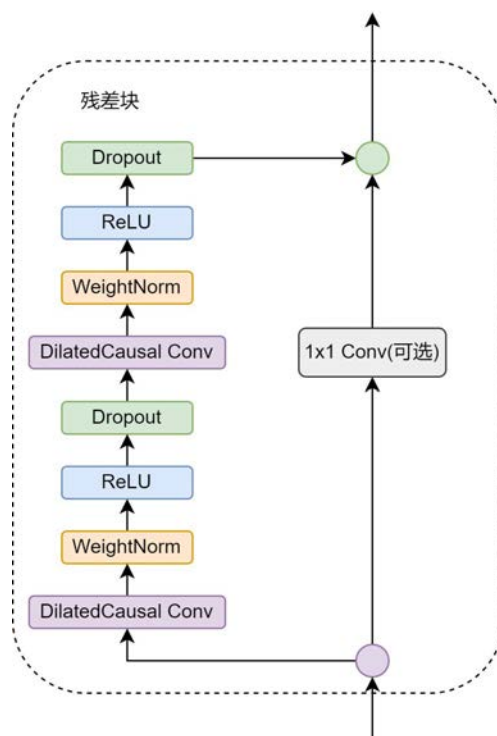 残差块
Dropout
ReLU
WeightNorm
DilatedCausal Conv
1x1 Conv(可选)
Dropout
ReLU
WeightNorm
DilatedCausal Conv